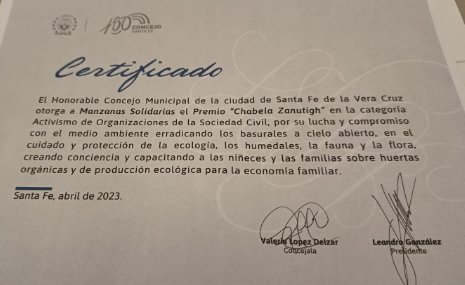 150 CONCEJO
SANTA FE
Certificado
El Honorable Concejo Municipal de la ciudad de Santa Fe de la Vera Cruz
otorga a Manzanas Solidarias el Premio "Chabela Zanutigh" en la categoría
Activismo de Organizaciones de la Sociedad Civil, por su lucha y compromiso
con el medio ambiente erradicando los basurales a cielo abierto, en el
cuidado y protección de la ecología, los humedales, la fauna y la flora,
creando conciencia y capacitando a las niñeces y las familias sobre huertas
orgánicas y de producción ecológica para la economía familiar.
Santa Fe, abril de 2023.
Valeria López Delzar Leandro González
Concejala Presidente